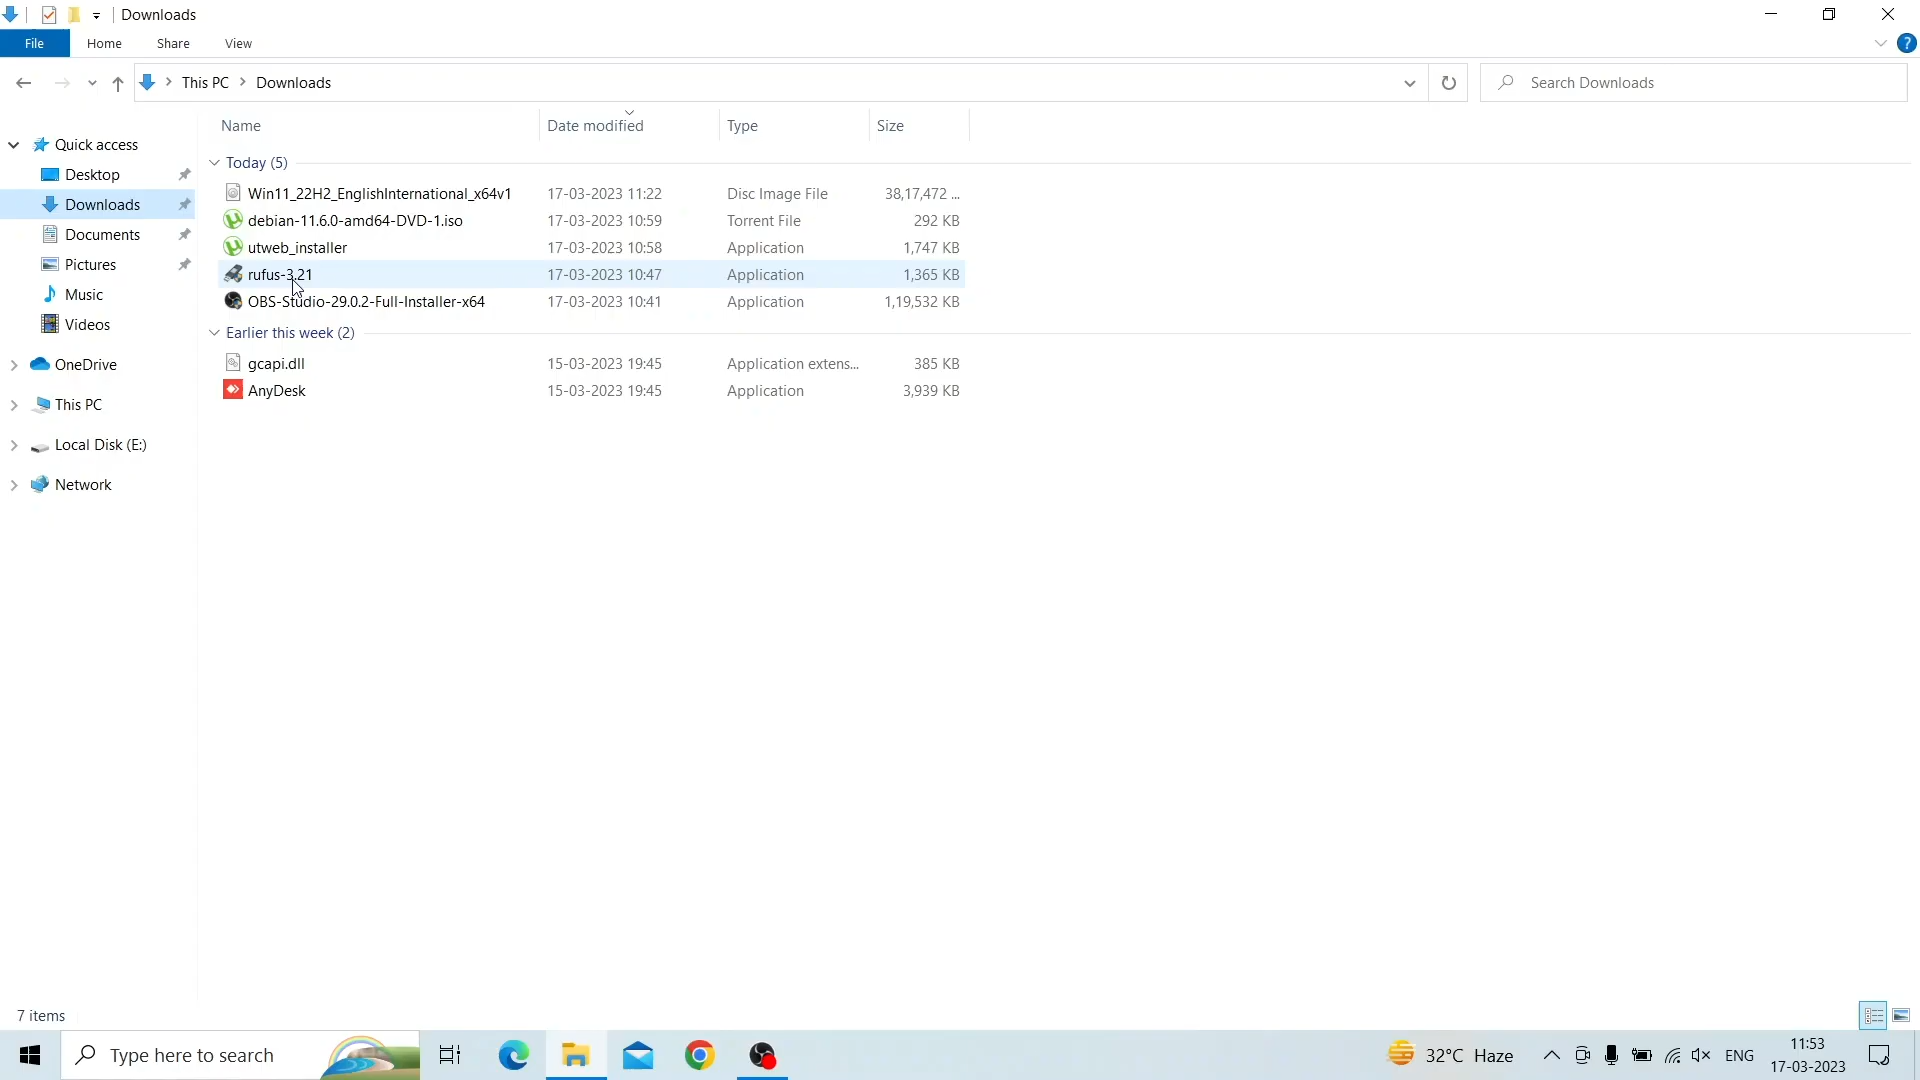 Downloads
File Home Share View
This PC Downloads
Search Downloads
Name Date modified Type Size
Quick access
Desktop
Downloads
Documents
Pictures
Music
Videos
OneDrive
This PC
Local Disk (E:)
Network
Today (5)
Win11_22H2_EnglishInternational_x64v1 17-03-2023 11:22 Disc Image File 38,17,472 ...
debian-11.6.0-amd64-DVD-1.iso 17-03-2023 10:59 Torrent File 292 KB
utweb_installer 17-03-2023 10:58 Application 1,747 KB
rufus-3.21 17-03-2023 10:47 Application 1,365 KB
OBS-Studio-29.0.2-Full-Installer-x64 17-03-2023 10:41 Application 1,19,532 KB
Earlier this week (2)
gcapi.dll 15-03-2023 19:45 Application extens... 385 KB
AnyDesk 15-03-2023 19:45 Application 3,939 KB
7 items
Type here to search
32°C Haze
ENG
11:53
17-03-2023